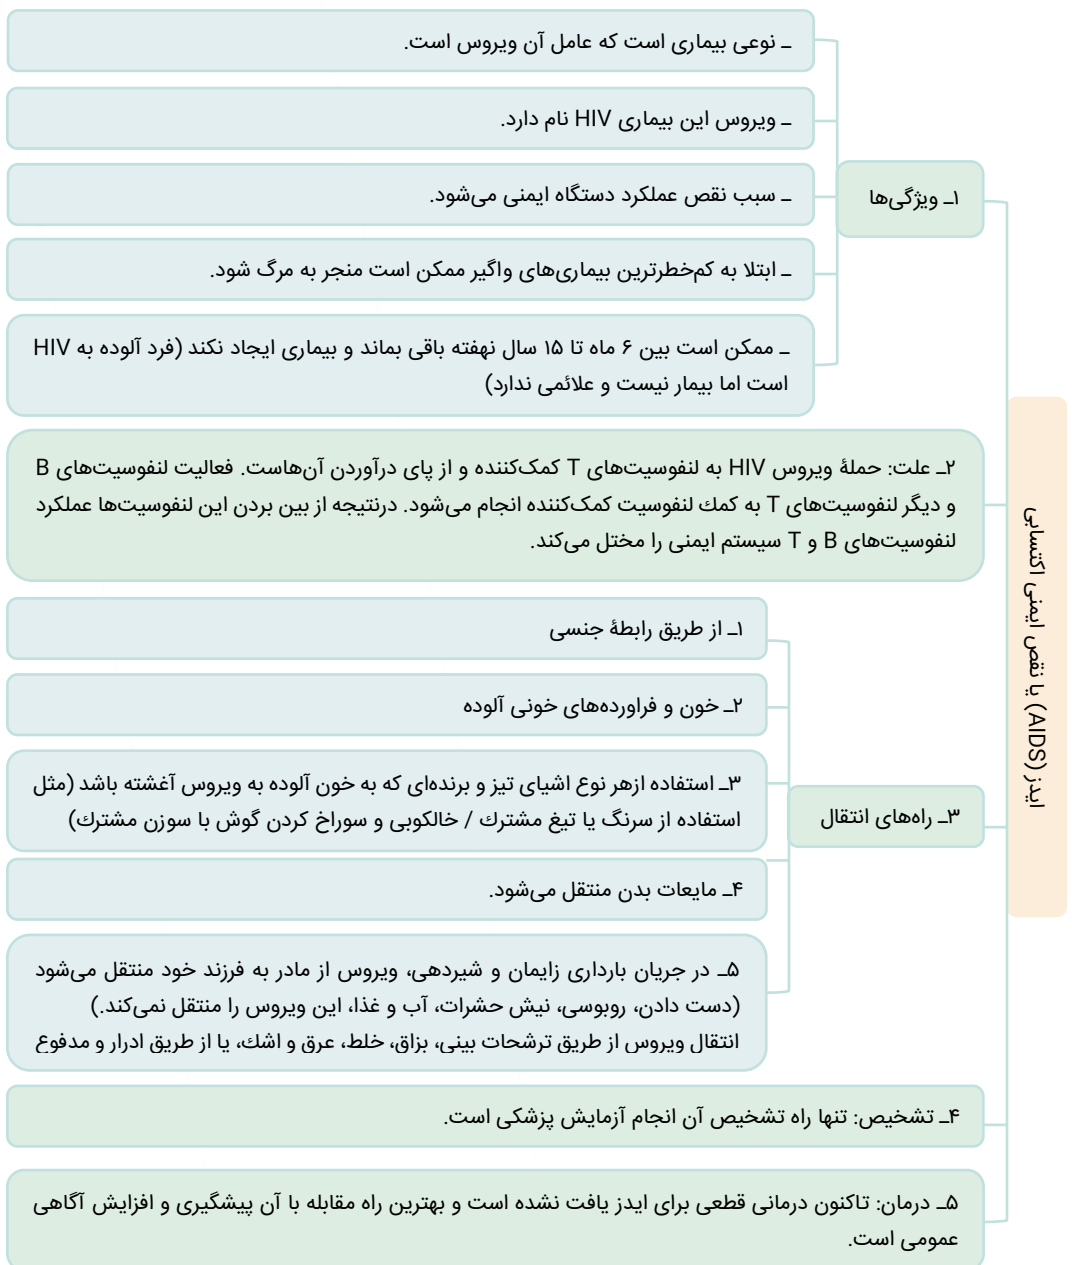 ایدز (AIDS) یا نقص ایمنی اکتسابی
۱ـ ویژگی‌ها
ـ نوعی بیماری است که عامل آن ویروس است.
ـ ویروس این بیماری HIV نام دارد.
ـ سبب نقص عملکرد دستگاه ایمنی می‌شود.
ـ ابتلا به کم‌خطرترین بیماری‌های واگیر ممکن است منجر به مرگ شود.
ـ ممکن است بین ۶ ماه تا ۱۵ سال نهفته باقی بماند و بیماری ایجاد نکند (فرد آلوده به HIV
است اما بیمار نیست و علائمی ندارد)
۲ـ علت: حملهٔ ویروس HIV به لنفوسیت‌های T کمک‌کننده و از پای درآوردن آن‌هاست. فعالیت لنفوسیت‌های B
و دیگر لنفوسیت‌های T به كمك لنفوسیت کمک‌کننده انجام می‌شود. درنتیجه از بین بردن این لنفوسیت‌ها عملکرد
لنفوسیت‌های B و T سیستم ایمنی را مختل می‌کند.
۳ـ راه‌های انتقال
۱ـ از طریق رابطهٔ جنسی
۲ـ خون و فراورده‌های خونی آلوده
۳ـ استفاده ازهر نوع اشیای تیز و برنده‌ای که به خون آلوده به ویروس آغشته باشد (مثل
استفاده از سرنگ یا تیغ مشترك / خالکوبی و سوراخ کردن گوش با سوزن مشترك)
۴ـ مایعات بدن منتقل می‌شود.
۵ـ در جریان بارداری زایمان و شیردهی، ویروس از مادر به فرزند خود منتقل می‌شود
(دست دادن، روبوسی، نیش حشرات، آب و غذا، این ویروس را منتقل نمی‌کند.)
انتقال ویروس از طریق ترشحات بینی، بزاق، خلط، عرق و اشك، یا از طریق ادرار و مدفوع
۴ـ تشخیص: تنها راه تشخیص آن انجام آزمایش پزشکی است.
۵ـ درمان: تاکنون درمانی قطعی برای ایدز یافت نشده است و بهترین راه مقابله با آن پیشگیری و افزایش آگاهی
عمومی است.